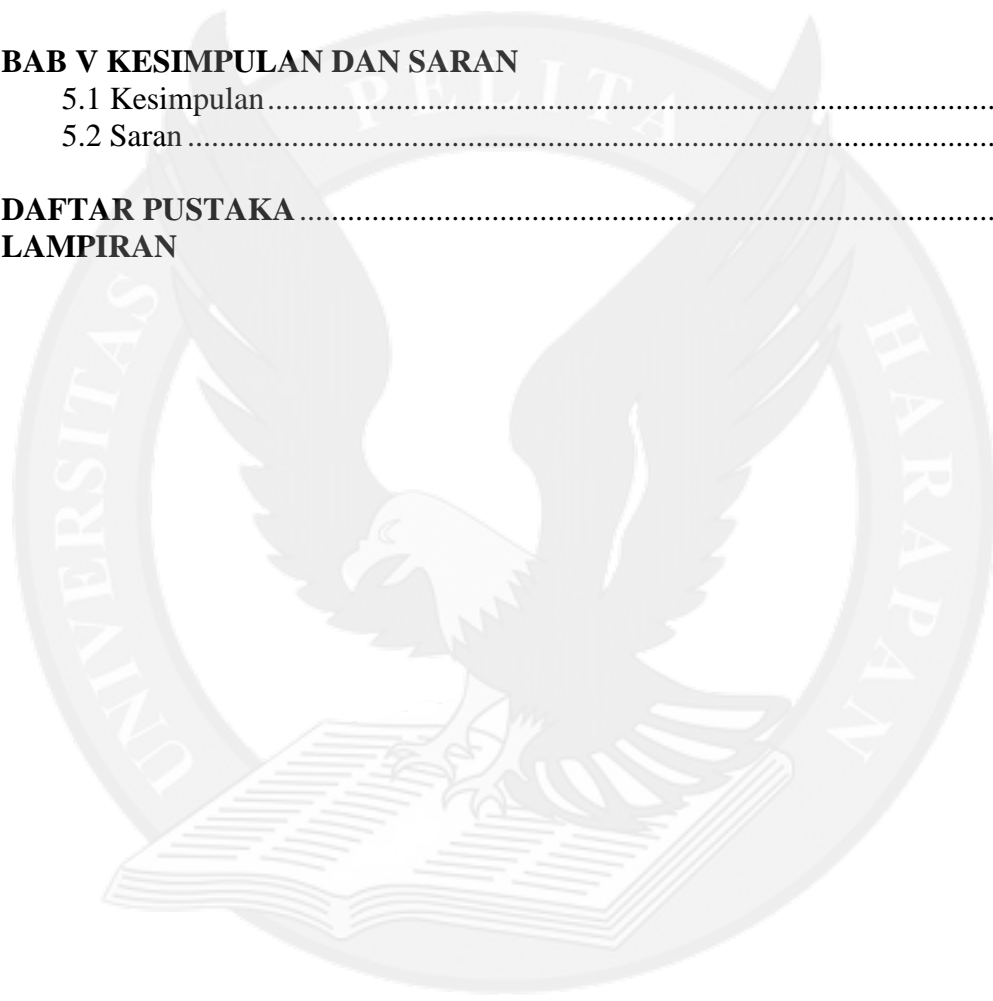 BAB V KESIMPULAN DAN SARAN
5.1 Kesimpulan....................................................................................................
5.2 Saran ..............................................................................................................
DAFTAR PUSTAKA ..............................................................................................
LAMPIRAN
UNIVERSITAS PELITA HARAPAN